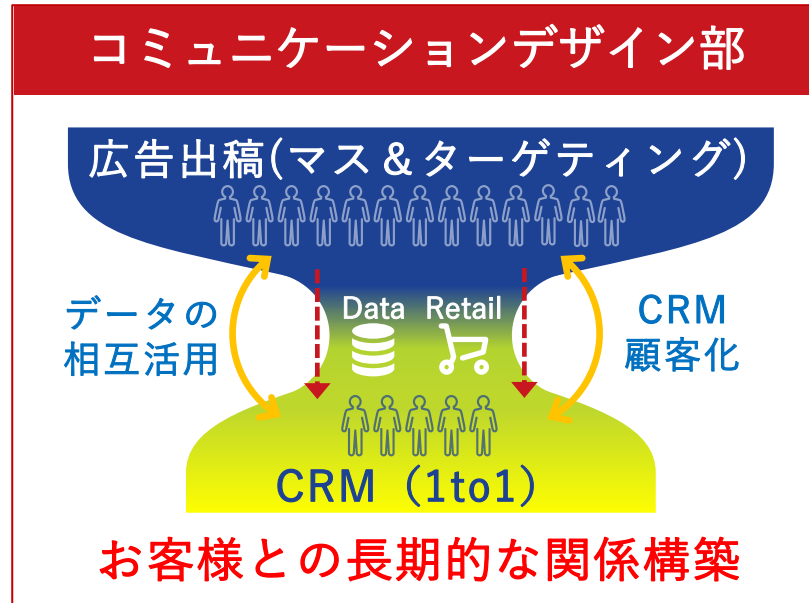 コミュニケーションデザイン部
広告出稿(マス＆ターゲティング)
データの
相互活用
Data Retail
CRM
顧客化
CRM（1to1）
お客様との長期的な関係構築